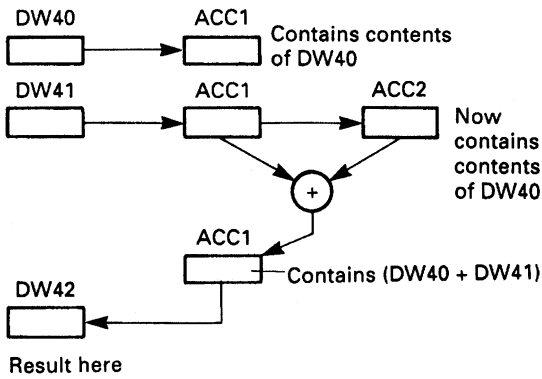 DW40
ACC1
Contains contents
of DW40
DW41
ACC1
ACC2
Now
contains
contents
of DW40
+
ACC1
Contains (DW40 + DW41)
DW42
Result here